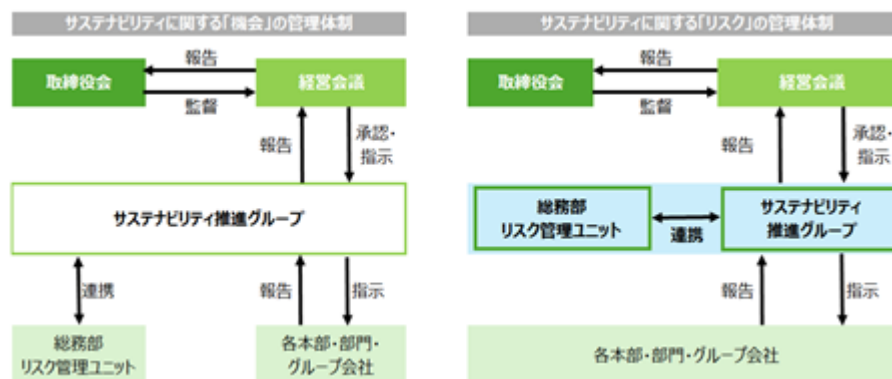 サステナビリティに関する「機会」の管理体制
報告
取締役会
経営会議
監督
報告
承認・
指示
サステナビリティ推進グループ
連携
報告
指示
総務部
リスク管理ユニット
各本部・部門・
グループ会社
サステナビリティに関する「リスク」の管理体制
報告
取締役会
経営会議
監督
報告
承認・
指示
総務部
リスク管理ユニット
連携
サステナビリティ
推進グループ
報告
指示
各本部・部門・グループ会社